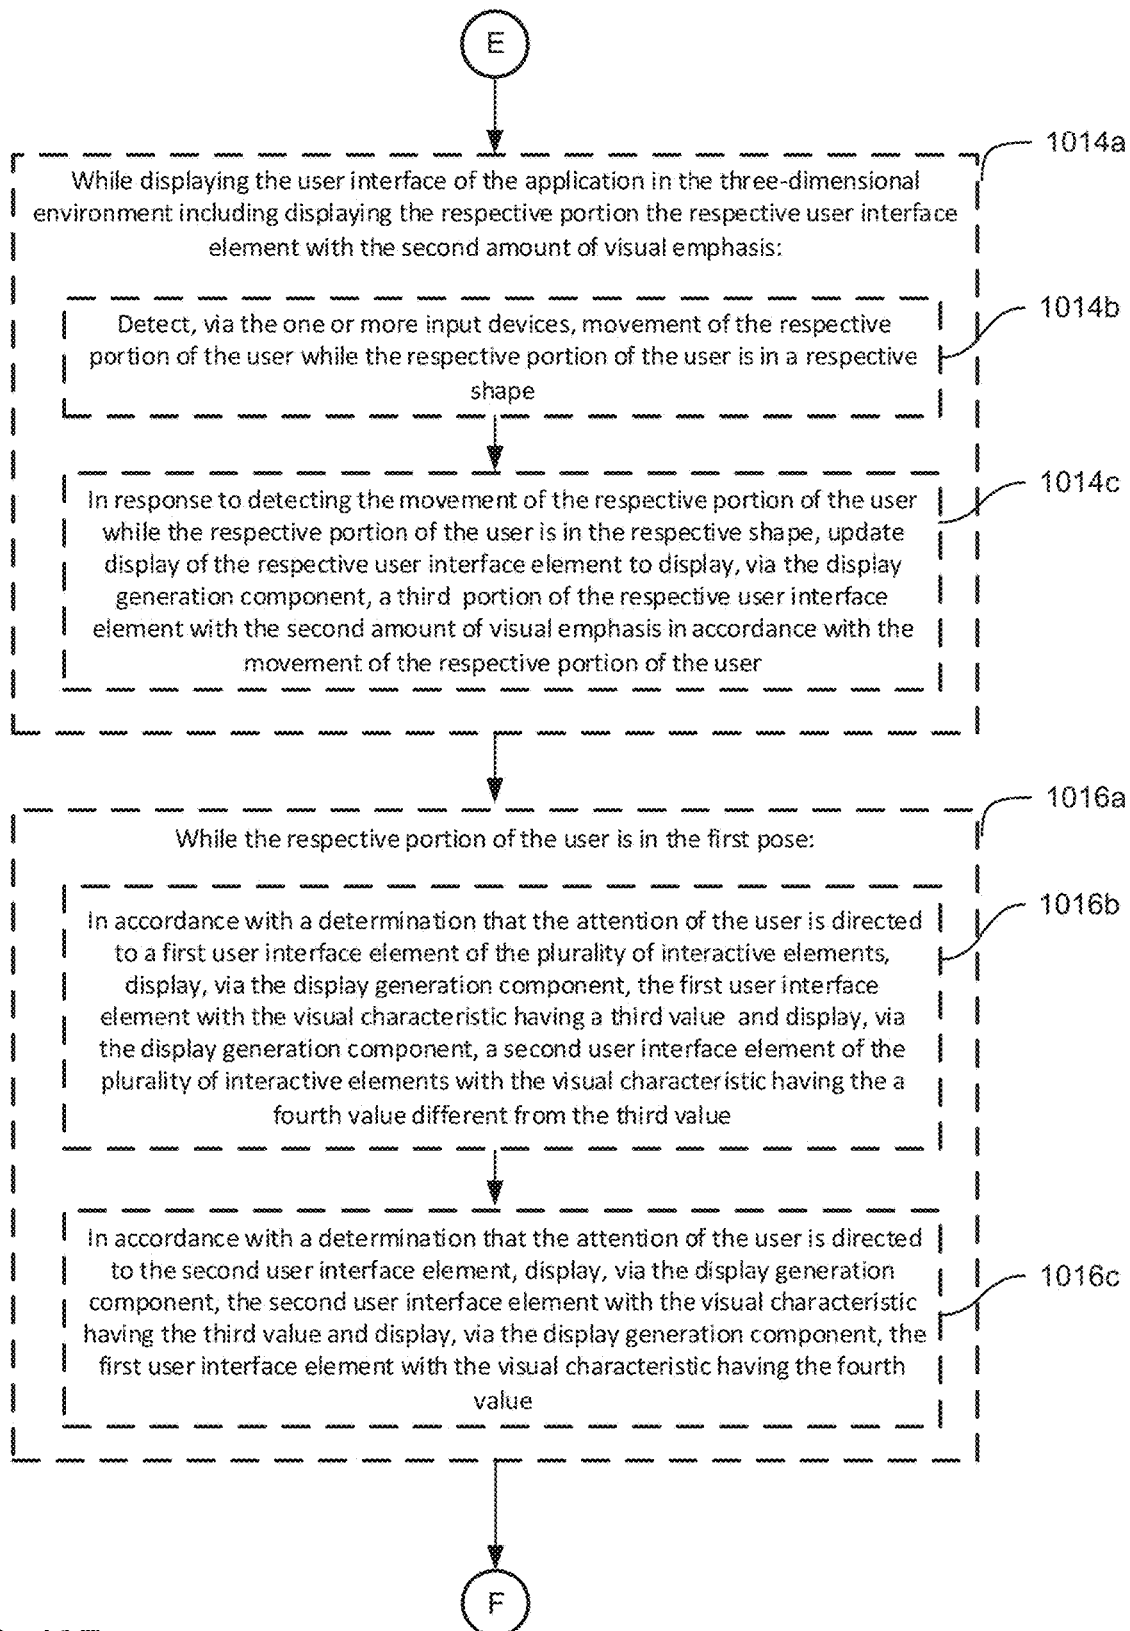 E
1014a
While displaying the user interface of the application in the three-dimensional
environment including displaying the respective portion the respective user interface
element with the second amount of visual emphasis:
1014b
Detect, via the one or more input devices, movement of the respective
portion of the user while the respective portion of the user is in a respective
shape
1014c
In response to detecting the movement of the respective portion of the user
while the respective portion of the user is in the respective shape, update
display of the respective user interface element to display, via the display
generation component, a third portion of the respective user interface
element with the second amount of visual emphasis in accordance with the
movement of the respective portion of the user
1016a
While the respective portion of the user is in the first pose:
1016b
In accordance with a determination that the attention of the user is directed
to a first user interface element of the plurality of interactive elements,
display, via the display generation component, the first user interface
element with the visual characteristic having a third value and display, via
the display generation component, a second user interface element of the
plurality of interactive elements with the visual characteristic having the a
fourth value different from the third value
1016c
In accordance with a determination that the attention of the user is directed
to the second user interface element, display, via the display generation
component, the second user interface element with the visual characteristic
having the third value and display, via the display generation component, the
first user interface element with the visual characteristic having the fourth
value
F